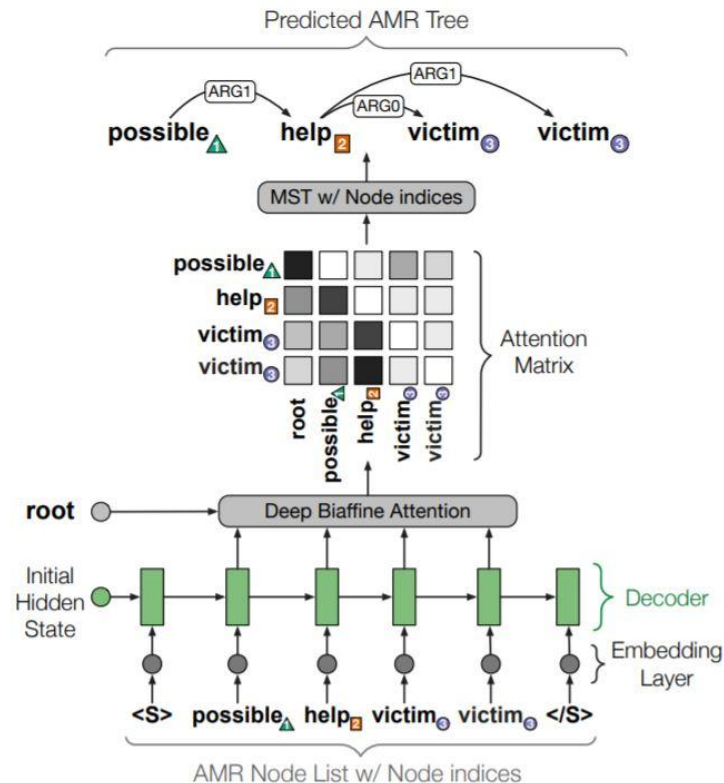 Predicted AMR Tree
ARG1
ARG1
ARG0
possible 1 help 2 victim 3 victim 3
MST w/ Node indices
possible 1
help 2
victim 3
victim 3
Attention
Matrix
root
possible 1
help 2
victim 3
victim 3
root
Deep Biaffine Attention
Initial
Hidden
State
Decoder
Embedding
Layer
<S> possible 1 help 2 victim 3 victim 3 </S>
AMR Node List w/ Node indices